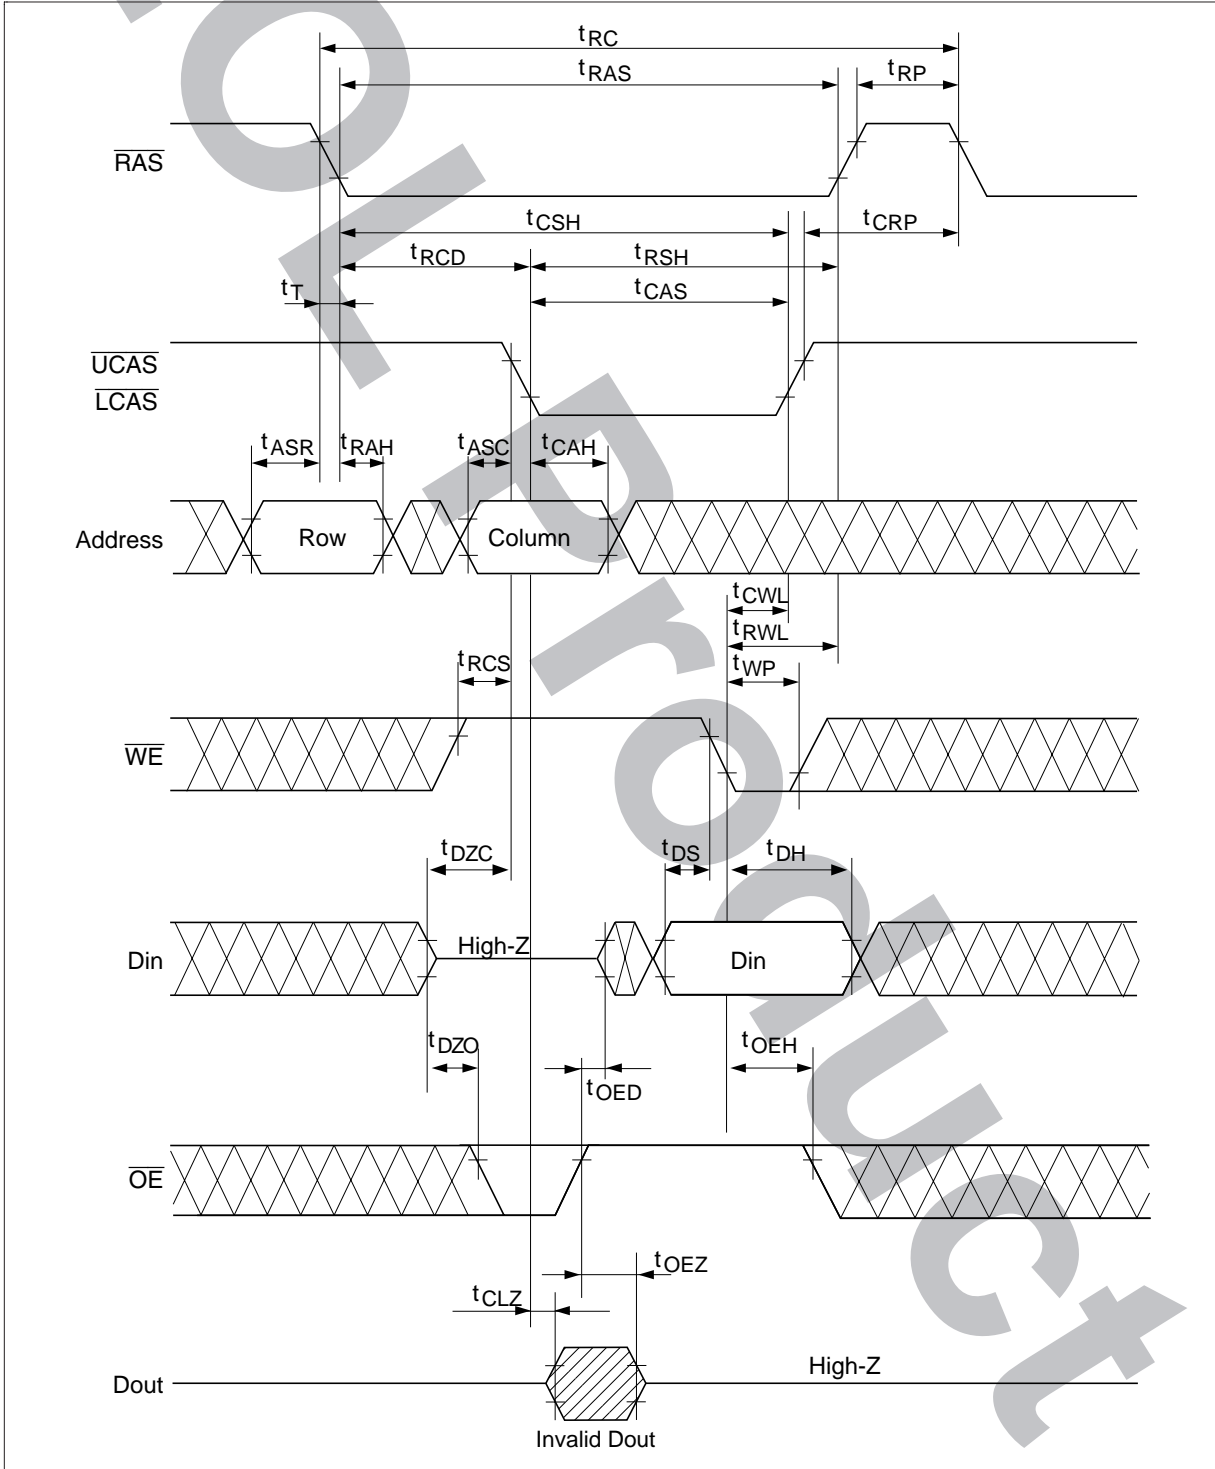 tRC
tRAS
tRP
RAS
tCSH
tCRP
tRCD
tRSH
tT
tCAS
UCAS
LCAS
tASR
tRAH
tASC
tCAH
Address
Row
Column
tCWL
tRWL
tRCS
tWP
WE
tDZC
tDS
tDH
Din
High-Z
Din
tDZO
tOED
tOEH
OE
tOEZ
tCLZ
Dout
High-Z
Invalid Dout
OL Product